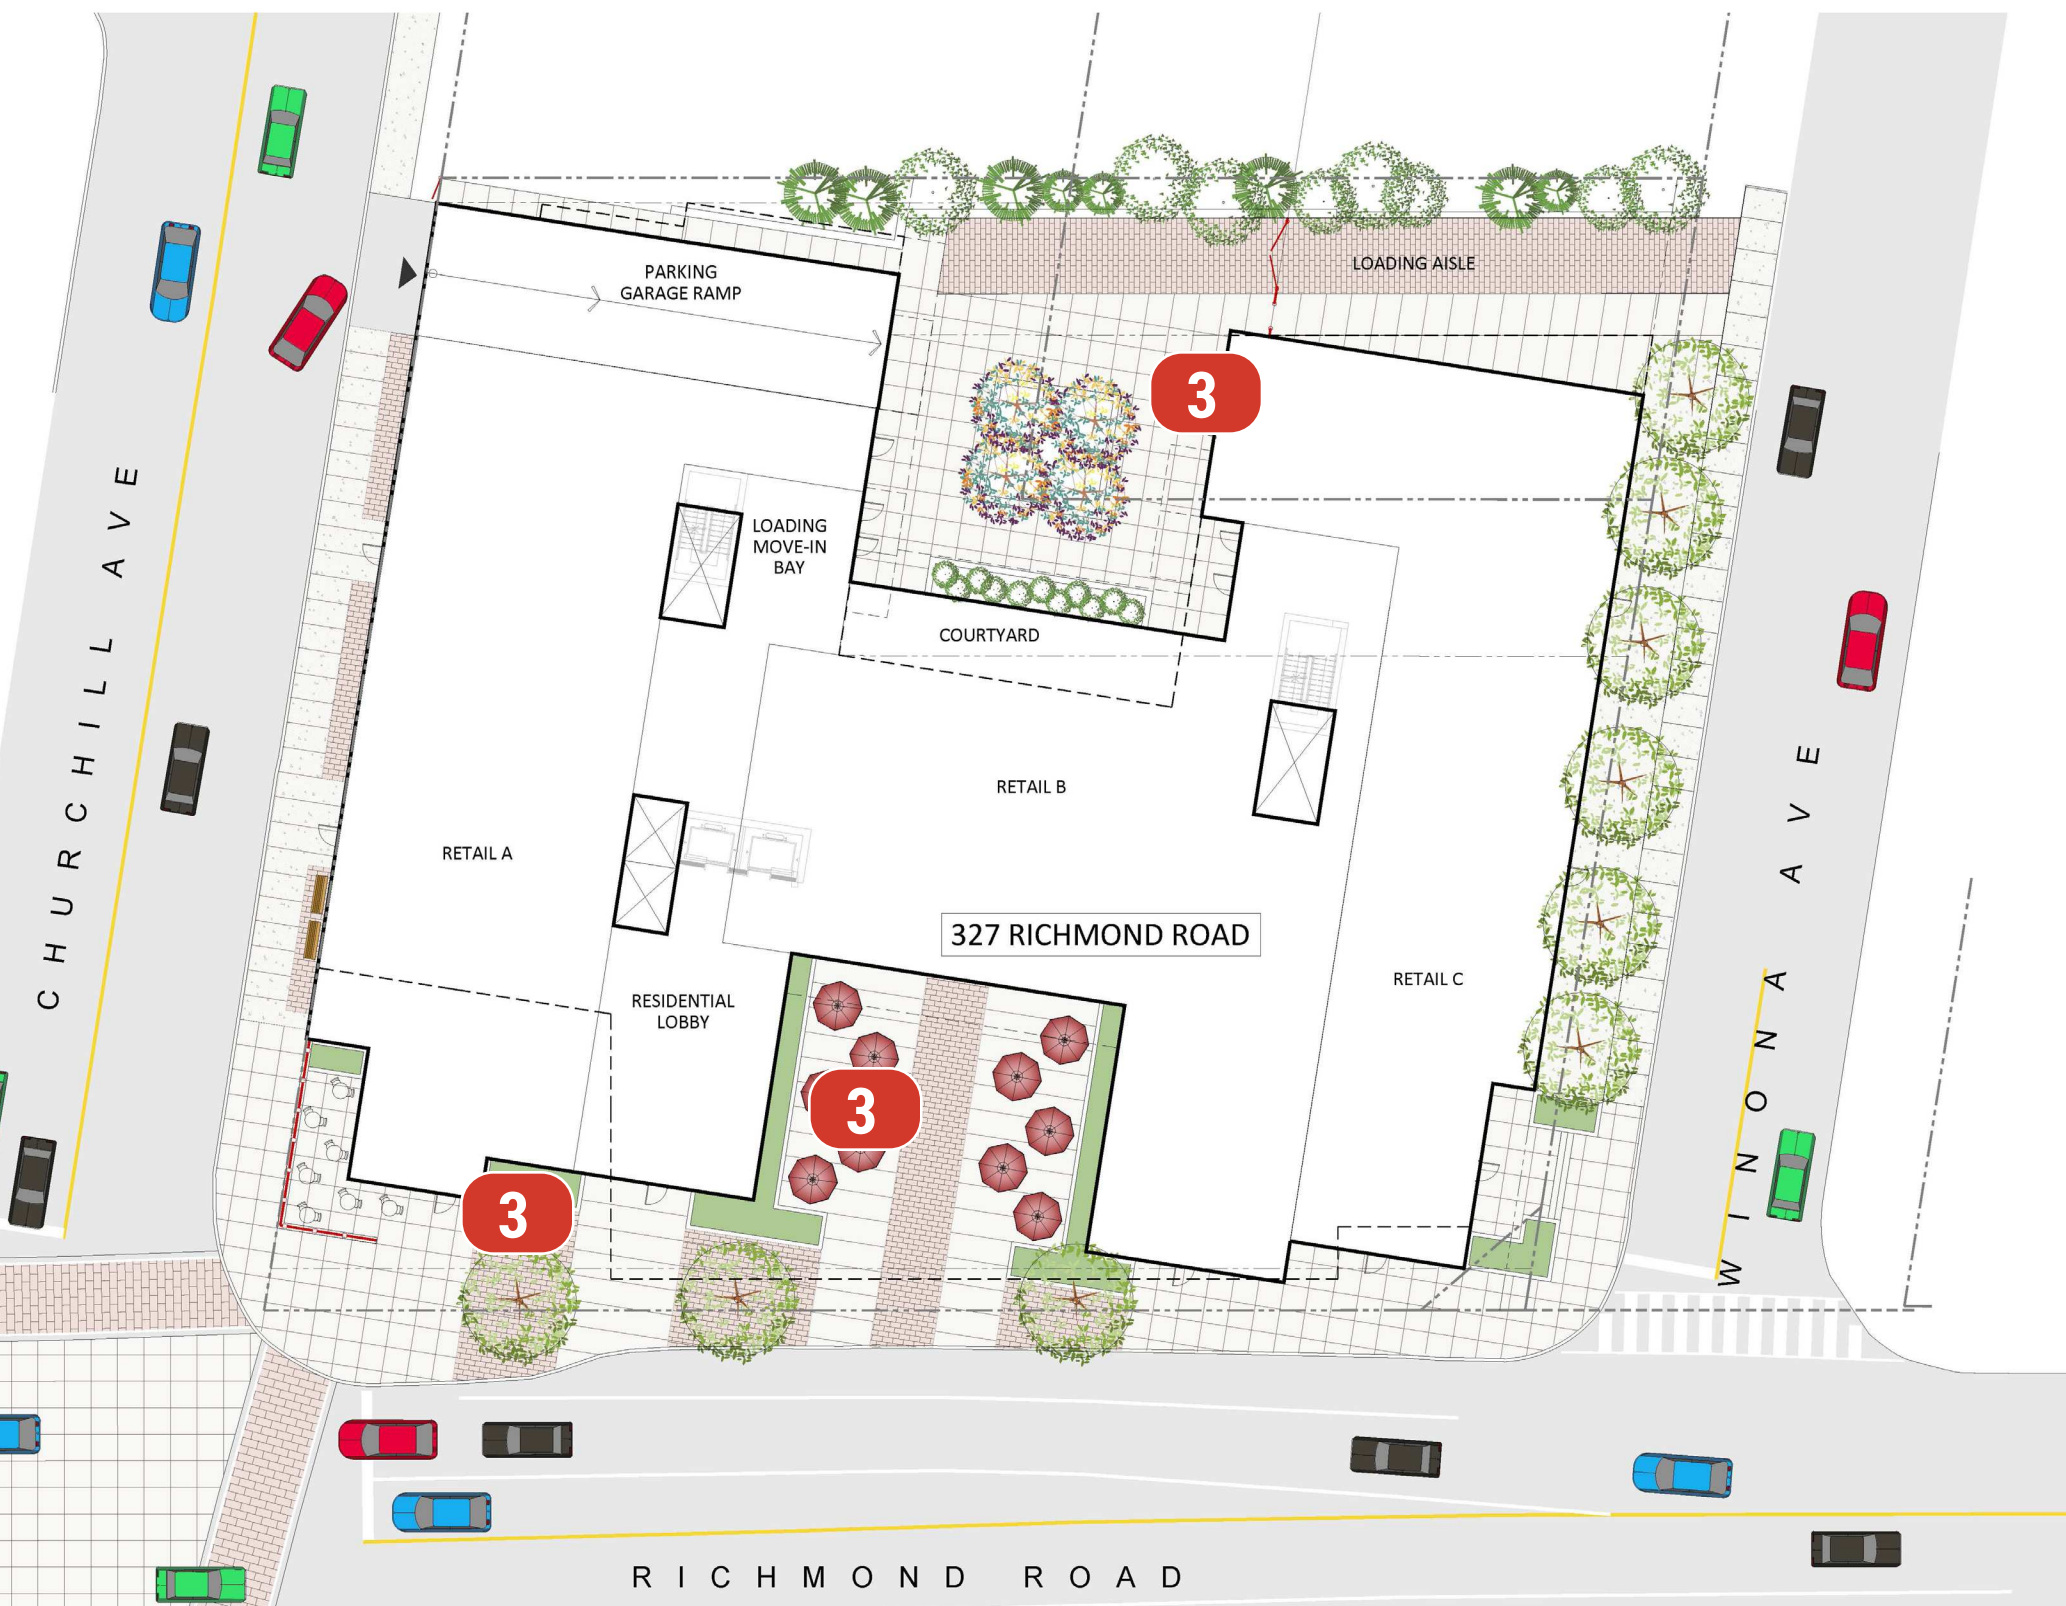 PARKING
GARAGE RAMP
LOADING AISLE
3
CHURCHILL AVE
LOADING
MOVE-IN
BAY
COURTYARD
RETAIL B
RETAIL A
327 RICHMOND ROAD
RETAIL C
RESIDENTIAL
LOBBY
WINONA AVE
3
3
RICHMOND ROAD